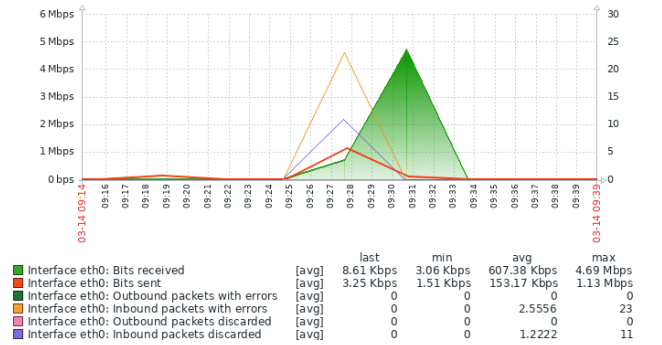 6 Mbps 30
5 Mbps 25
4 Mbps 20
3 Mbps 15
2 Mbps 10
1 Mbps 5
0 bps 0
03-14 09:14 09:16 09:17 09:18 09:19 09:20 09:21 09:22 09:23 09:24 09:25 09:26 09:27 09:28 09:29 09:30 09:31 09:32 09:33 09:34 09:35 09:36 09:37 09:38 09:39 03-14 09:39
last min avg max
Interface eth0: Bits received [avg] 8.61 Kbps 3.06 Kbps 607.38 Kbps 4.69 Mbps
Interface eth0: Bits sent [avg] 3.25 Kbps 1.51 Kbps 153.17 Kbps 1.13 Mbps
Interface eth0: Outbound packets with errors [avg] 0 0 0 0
Interface eth0: Inbound packets with errors [avg] 0 0 2.5556 23
Interface eth0: Outbound packets discarded [avg] 0 0 0 0
Interface eth0: Inbound packets discarded [avg] 0 0 1.2222 11